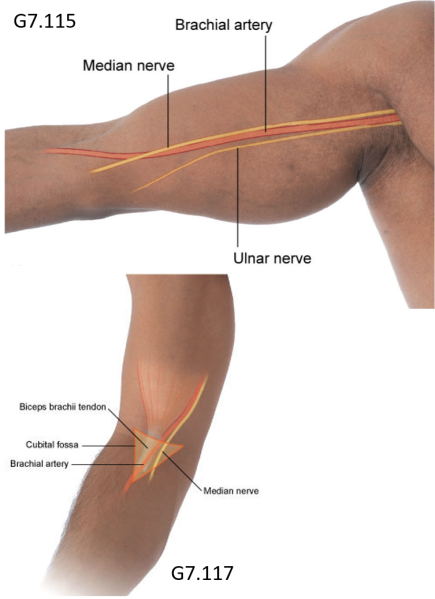 G7.115
Brachial artery
Median nerve
Ulnar nerve
Biceps brachii tendon
Cubital fossa
Brachial artery
Median nerve
G7.117